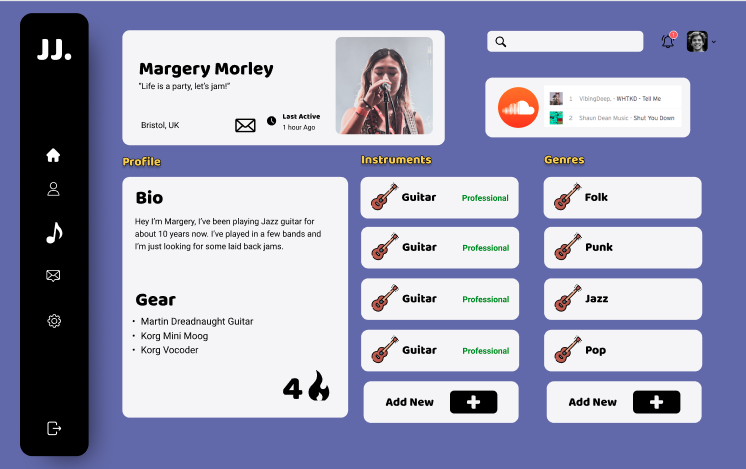 JJ.
Margery Morley
"Life is a party, let's jam!"
Bristol, UK
Last Active
1 hour Ago
1 VibingDeep. - WHTKD - Tell Me
2 Shaun Dean Music - Shut You Down
Profile
Bio
Hey I'm Margery, I've been playing Jazz guitar for
about 10 years now. I've played in a few bands and
I'm just looking for some laid back jams.
Gear
• Martin Dreadnaught Guitar
• Korg Mini Moog
• Korg Vocoder
4
Instruments
Guitar Professional
Guitar Professional
Guitar Professional
Guitar Professional
Add New
Genres
Folk
Punk
Jazz
Pop
Add New